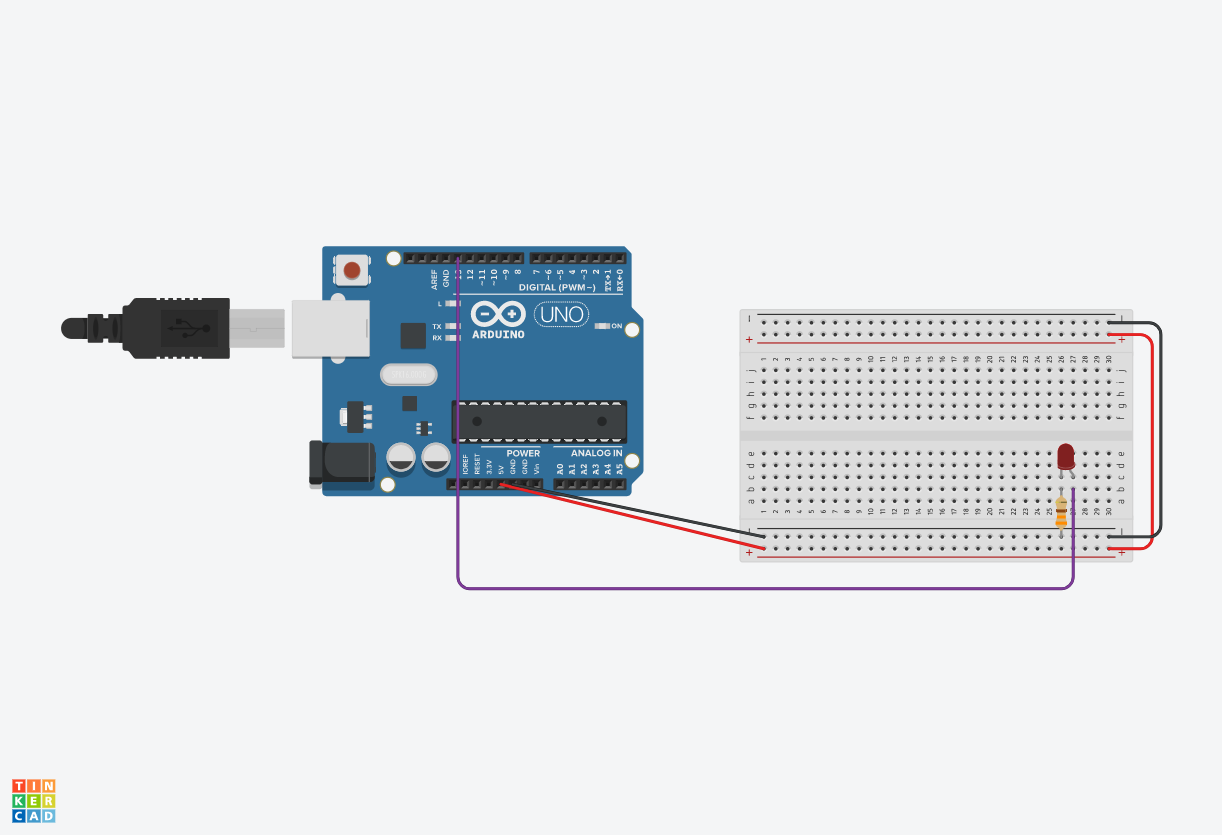 AREF
GND
13
12
~11
~10
~9
8
7
~6
~5
4
~3
2
TX→1
RX←0
DIGITAL (PWM~)
L
TX
RX
ARDUINO
UNO
ON
IOREF
RESET
3.3V
5V
GND
GND
Vin
POWER
ANALOG IN
A0
A1
A2
A3
A4
A5
1 2 3 4 5 6 7 8 9 10 11 12 13 14 15 16 17 18 19 20 21 22 23 24 25 26 27 28 29 30
j j
i i
h h
g g
f f
e e
d d
c c
b b
a a
1 2 3 4 5 6 7 8 9 10 11 12 13 14 15 16 17 18 19 20 21 22 23 24 25 26 27 28 29 30
TIN
KER
CAD